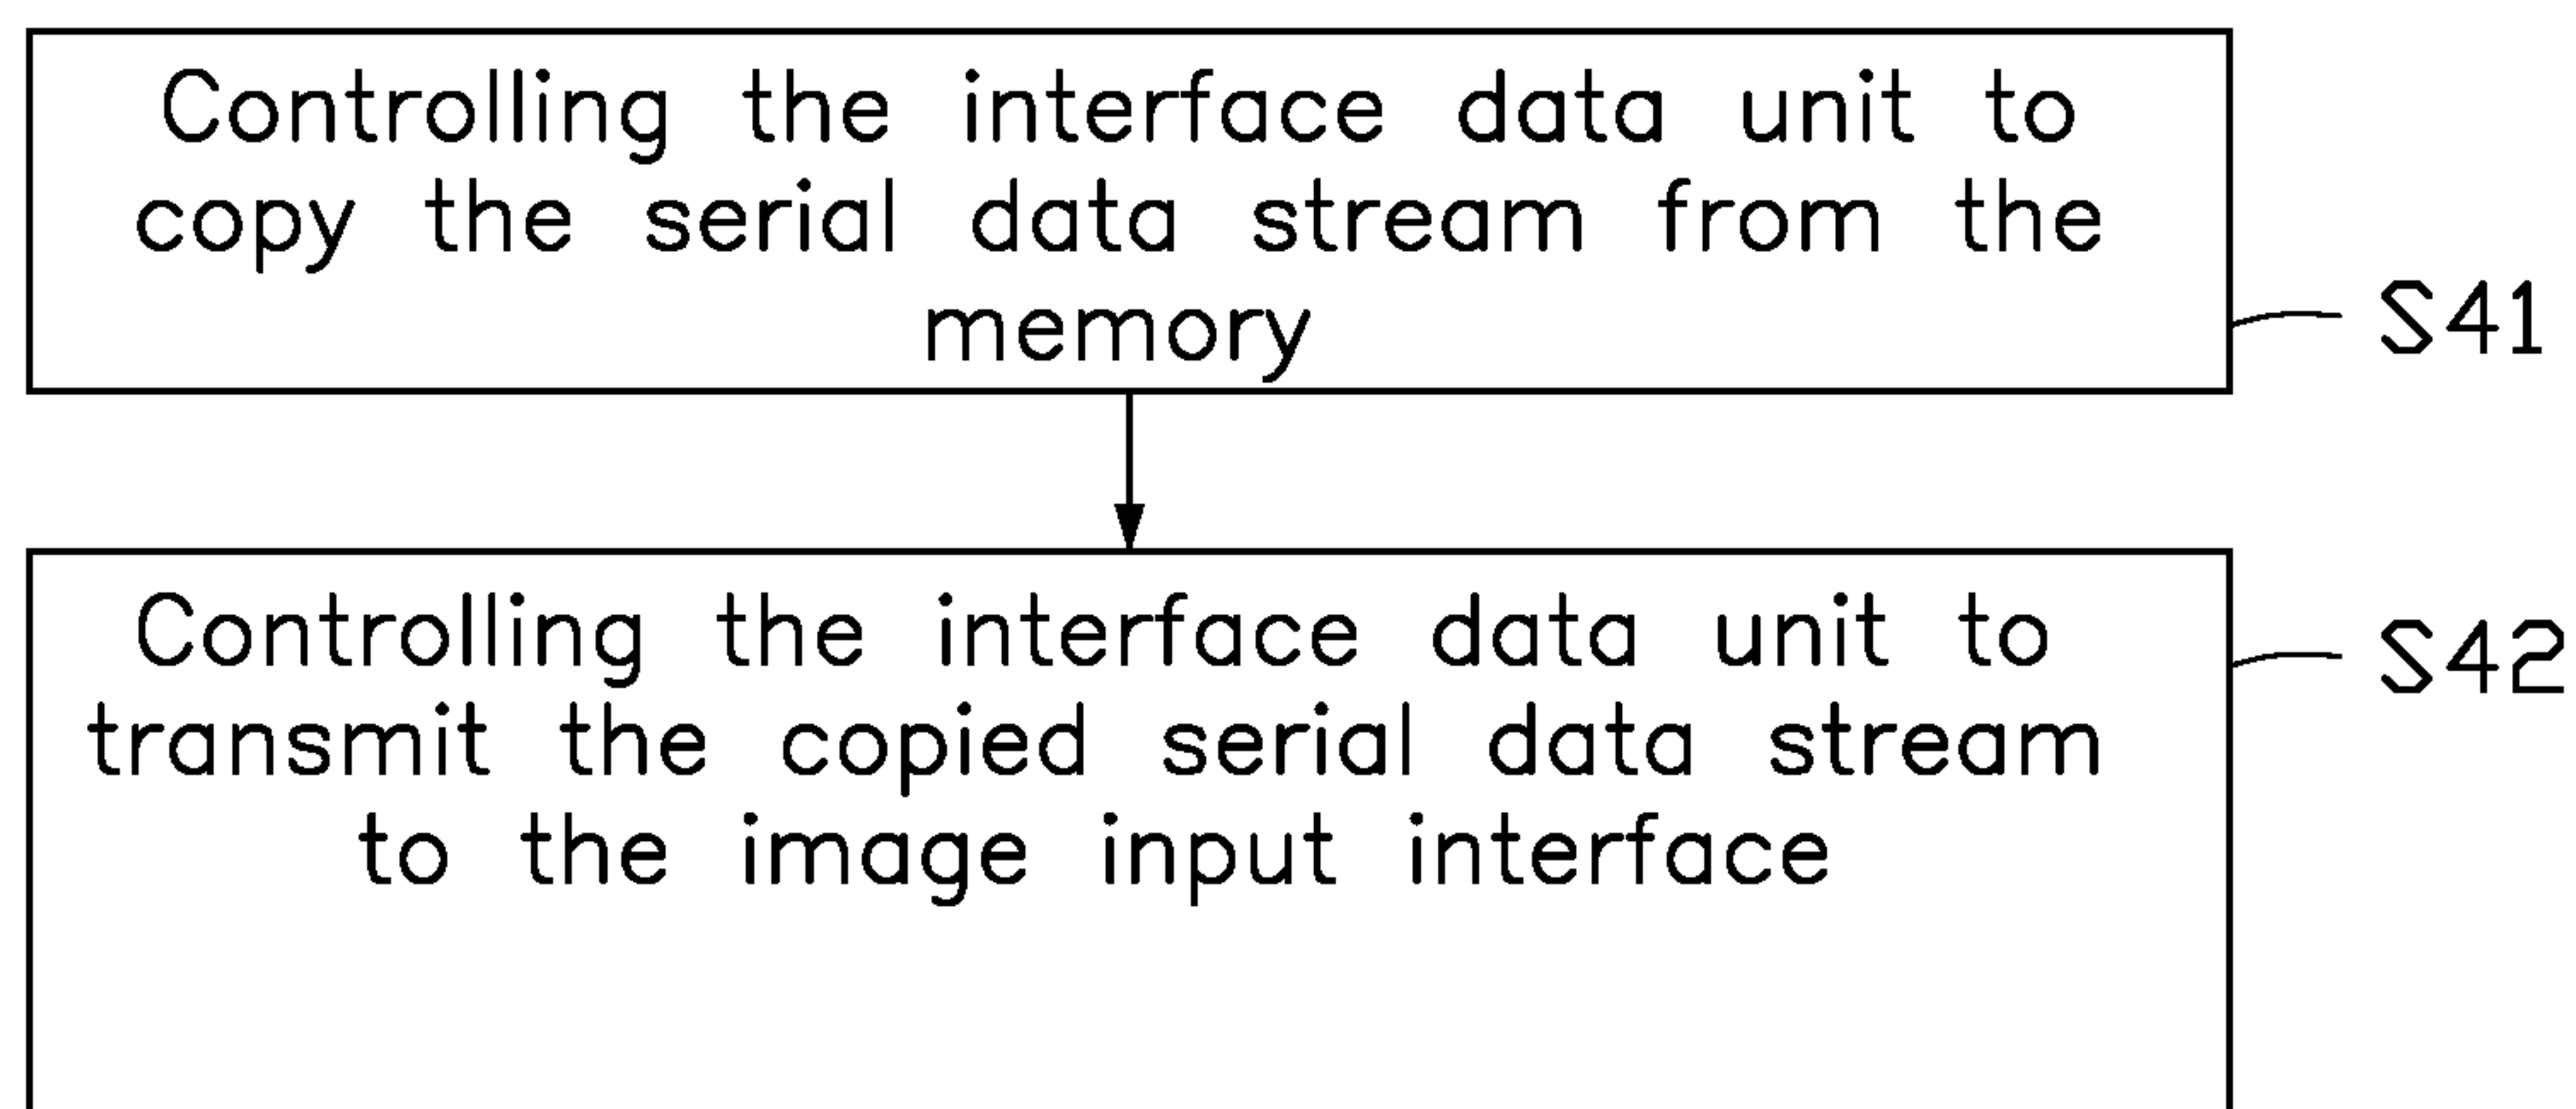 Controlling the interface data unit to
copy the serial data stream from the
memory
S41
Controlling the interface data unit to
transmit the copied serial data stream
to the image input interface
S42